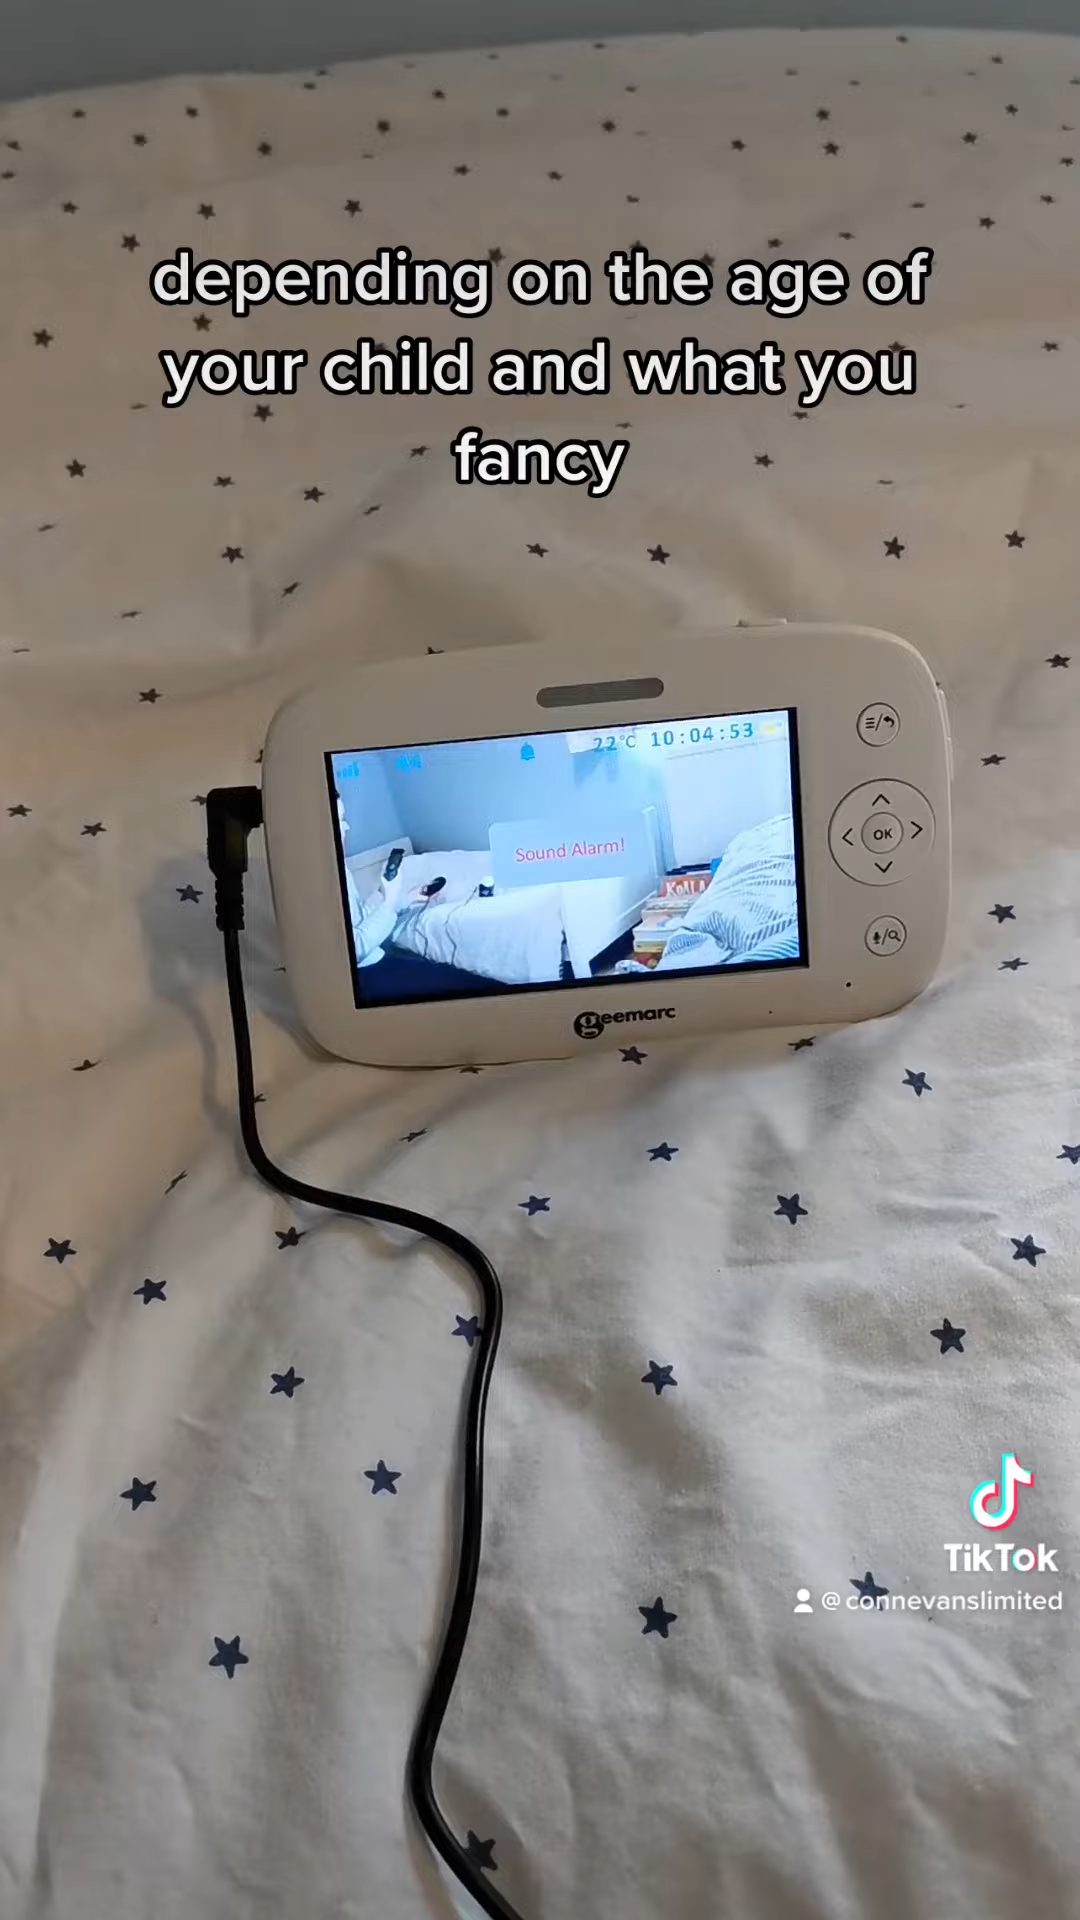 depending on the age of
your child and what you
fancy
22°C 10:04:53
Sound Alarm!
KOALA
OK
geemarc
TikTok
@connevanslimited